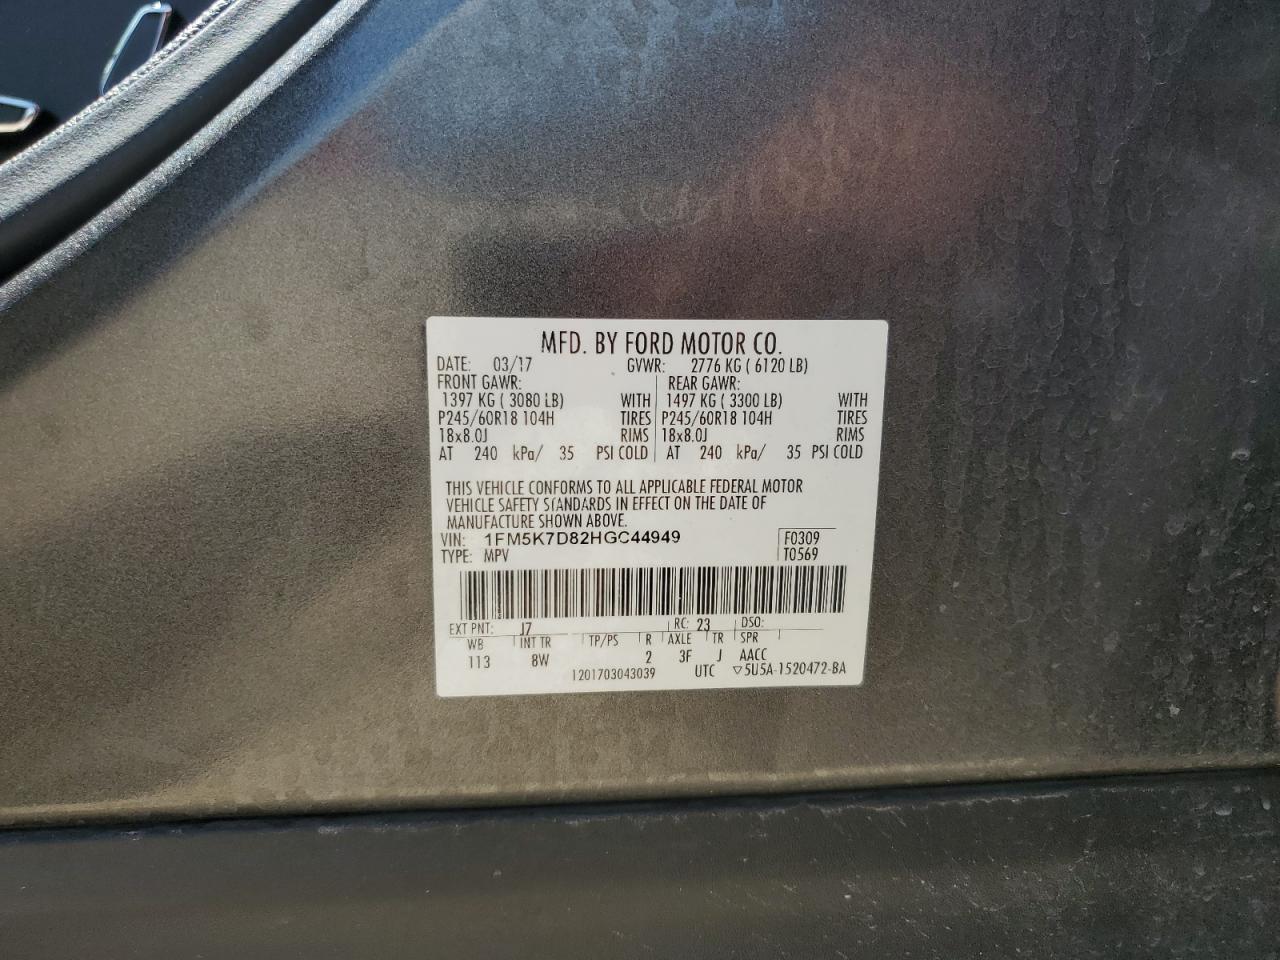 MFD. BY FORD MOTOR CO.
DATE: 03/17 GVWR: 2776 KG ( 6120 LB)
FRONT GAWR: REAR GAWR:
1397 KG ( 3080 LB) WITH 1497 KG ( 3300 LB) WITH
P245/60R18 104H TIRES P245/60R18 104H TIRES
18x8.0J RIMS 18x8.0J RIMS
AT 240 kPa/ 35 PSI COLD AT 240 kPa/ 35 PSI COLD
THIS VEHICLE CONFORMS TO ALL APPLICABLE FEDERAL MOTOR
VEHICLE SAFETY STANDARDS IN EFFECT ON THE DATE OF
MANUFACTURE SHOWN ABOVE.
VIN: 1FM5K7D82HGC44949 F0309
TYPE: MPV T0569
EXT PNT: J7 RC: 23 DSO:
WB INT TR TP/PS R AXLE TR SPR
113 8W 2 3F J AACC
1201703043039 UTC ▽5U5A-1520472-BA